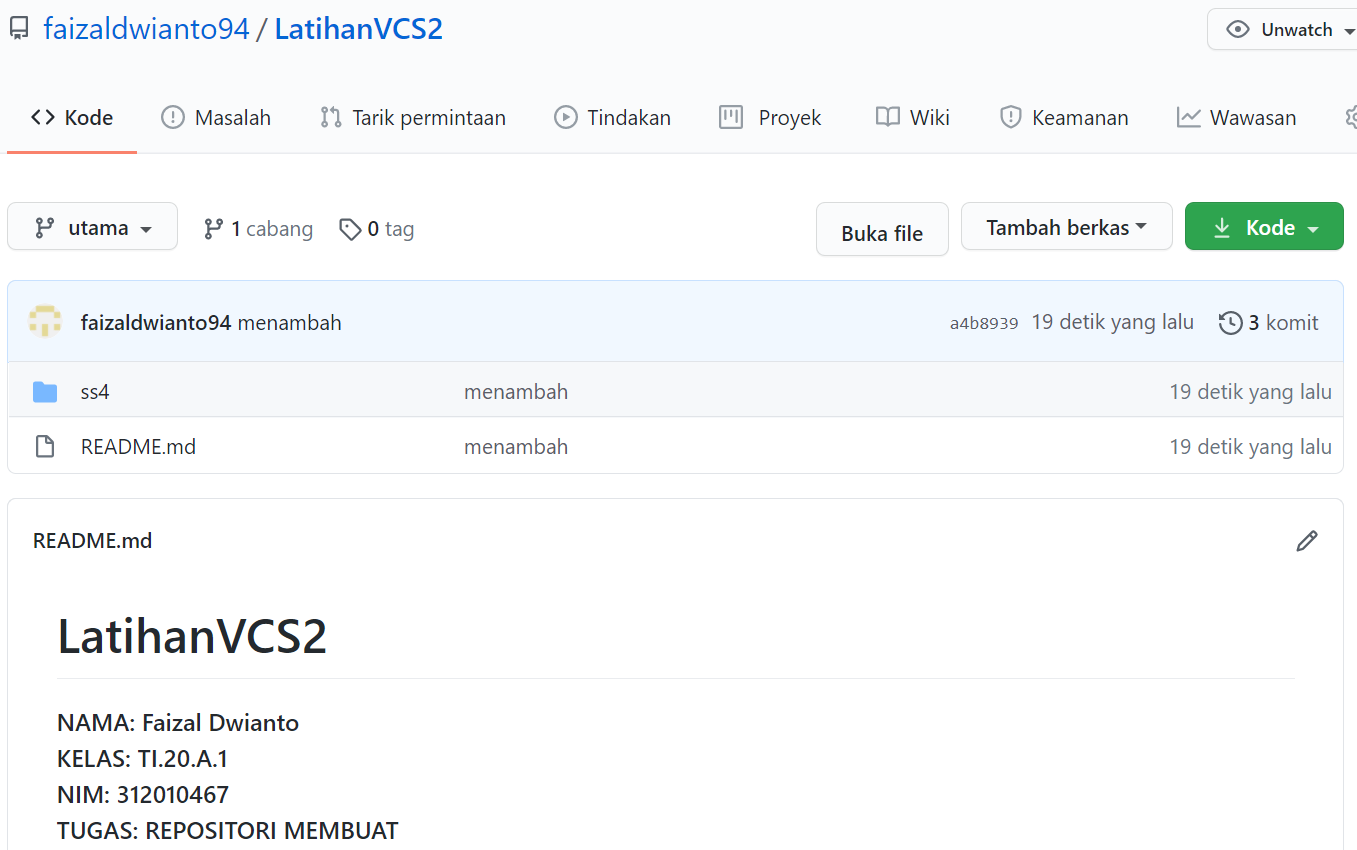 faizaldwianto94 / LatihanVCS2
Unwatch
Kode Masalah Tarik permintaan Tindakan Proyek Wiki Keamanan Wawasan
utama 1 cabang 0 tag Buka file Tambah berkas Kode
faizaldwianto94 menambah a4b8939 19 detik yang lalu 3 komit
ss4 menambah 19 detik yang lalu
README.md menambah 19 detik yang lalu
README.md
LatihanVCS2
NAMA: Faizal Dwianto
KELAS: TI.20.A.1
NIM: 312010467
TUGAS: REPOSITORI MEMBUAT